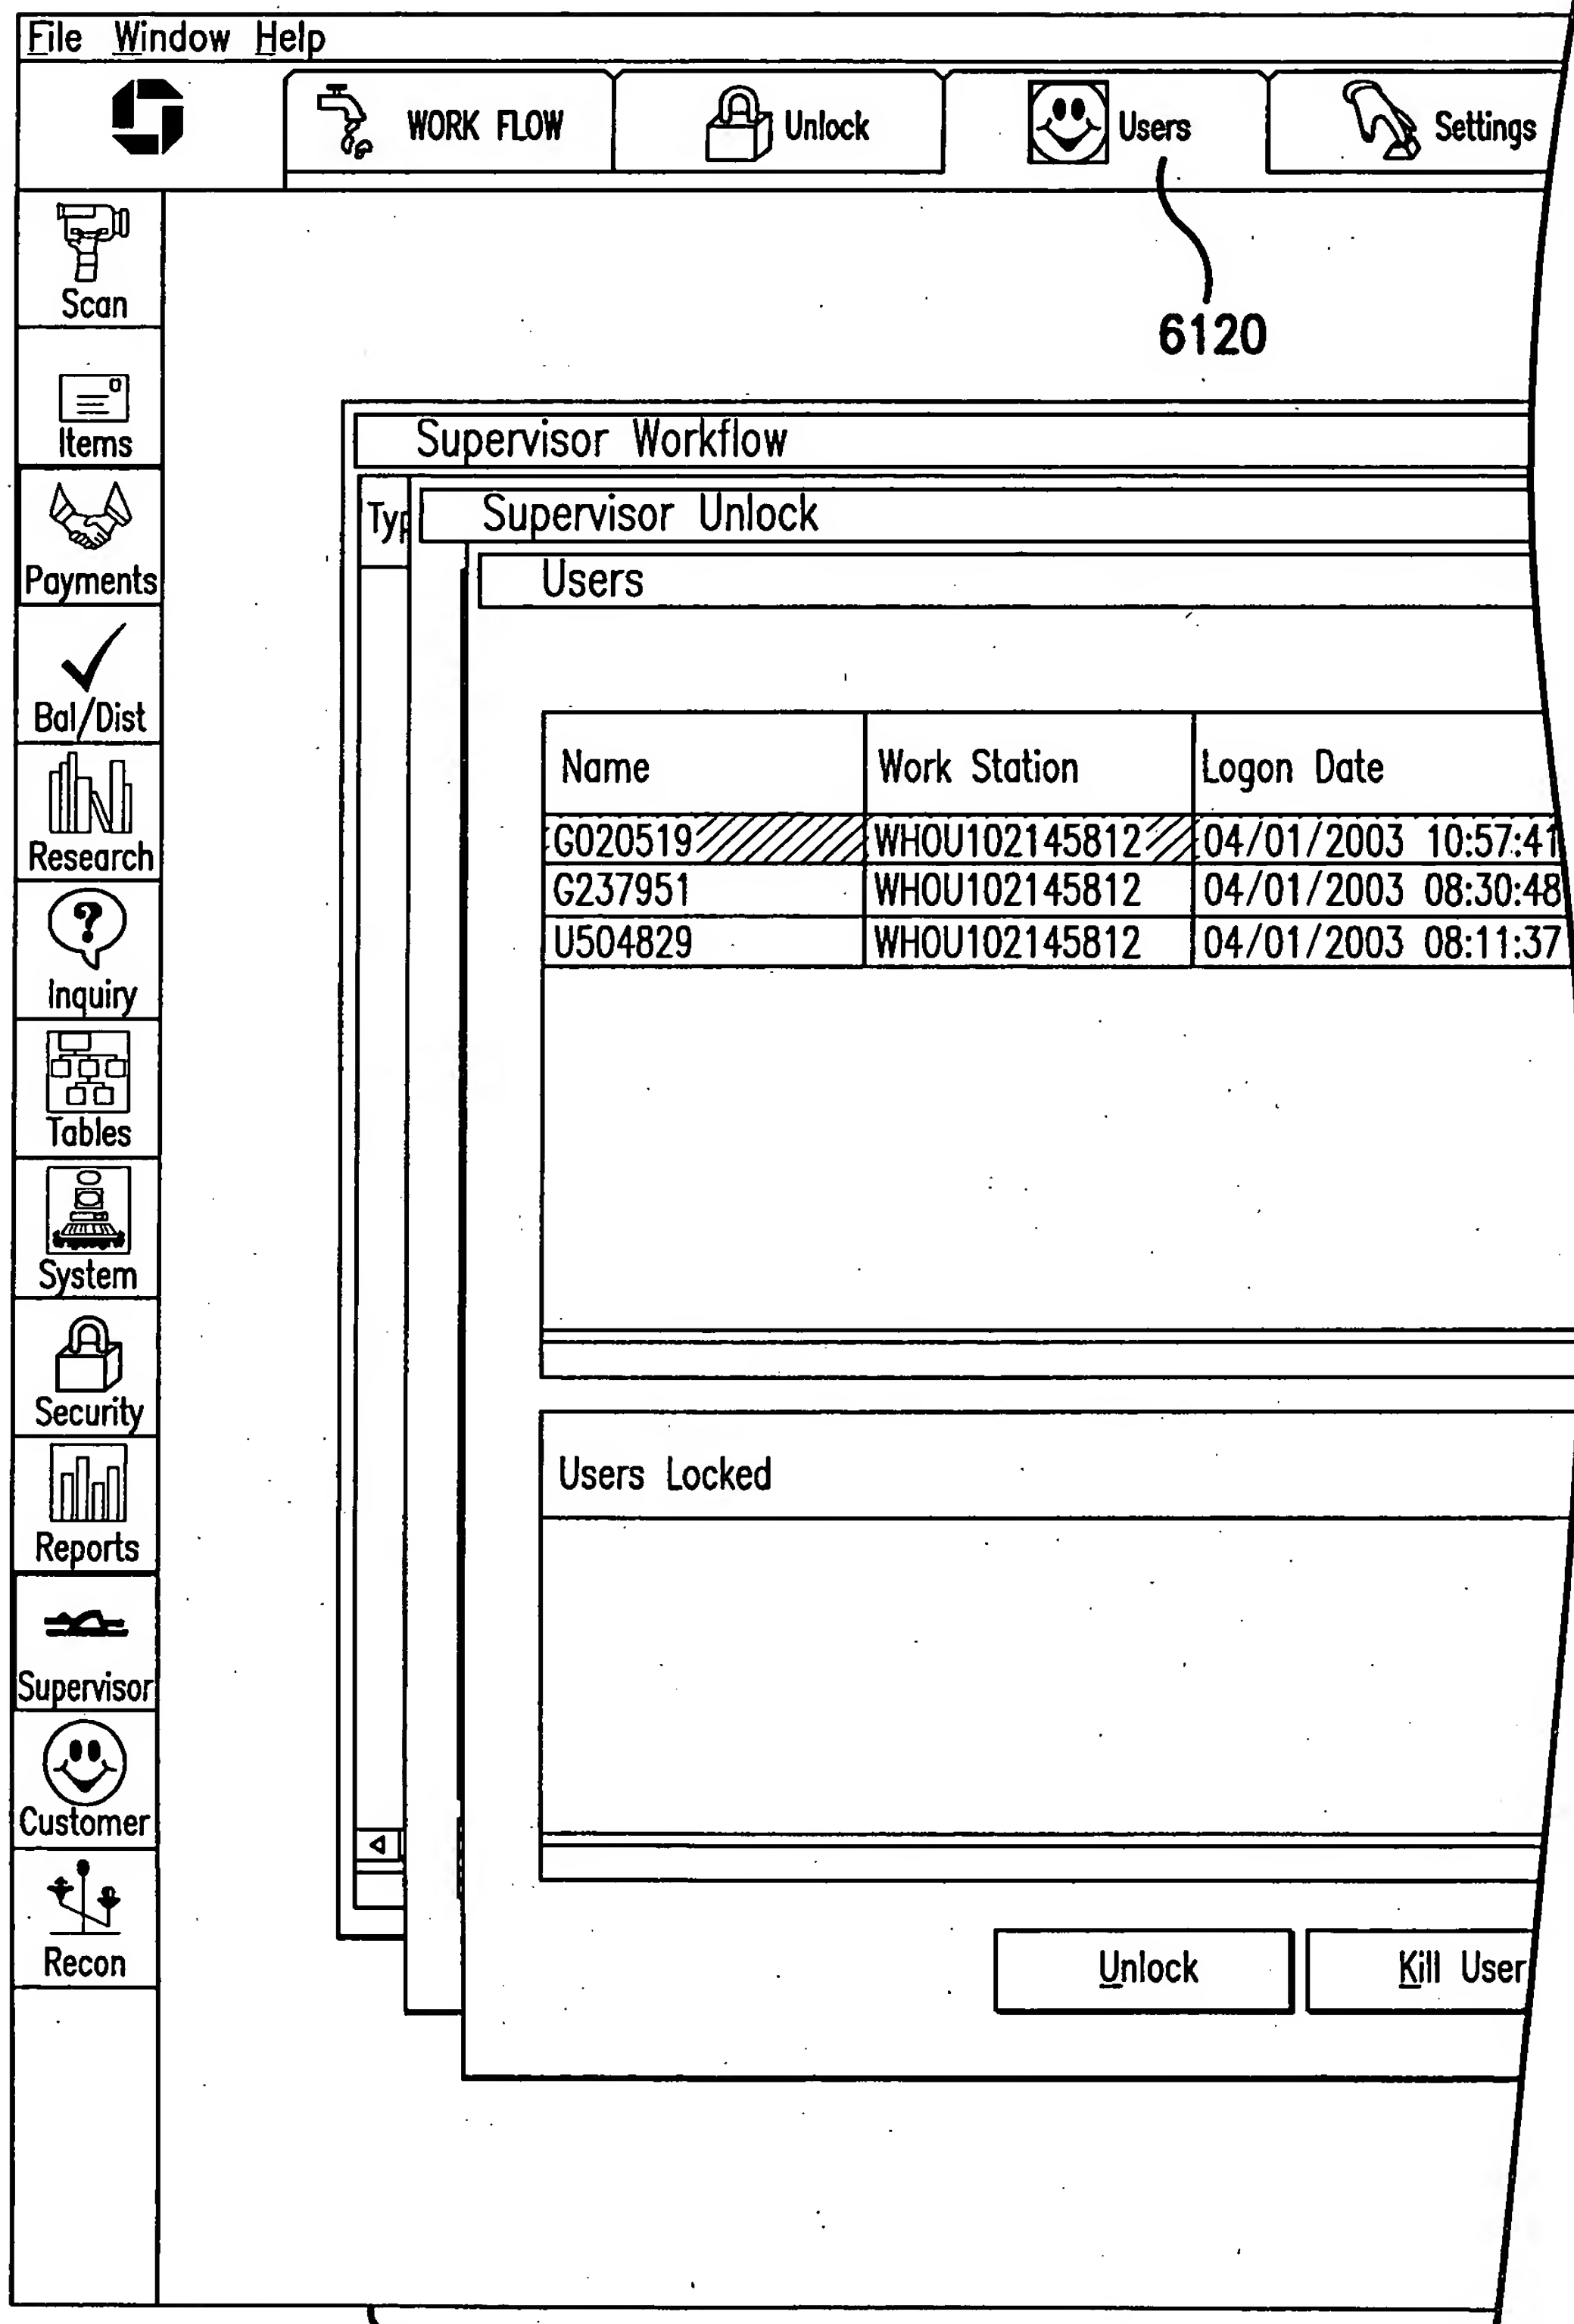 File Window Help
WORK FLOW Unlock Users Settings
6120
Scan
Items
Payments
Bal/Dist
Research
Inquiry
Tables
System
Security
Reports
Supervisor
Customer
Recon
Supervisor Workflow
Typ
Supervisor Unlock
Users
Name Work Station Logon Date
G020519 WHOU102145812 04/01/2003 10:57:41
G237951 WHOU102145812 04/01/2003 08:30:48
U504829 WHOU102145812 04/01/2003 08:11:37
Users Locked
Unlock Kill User